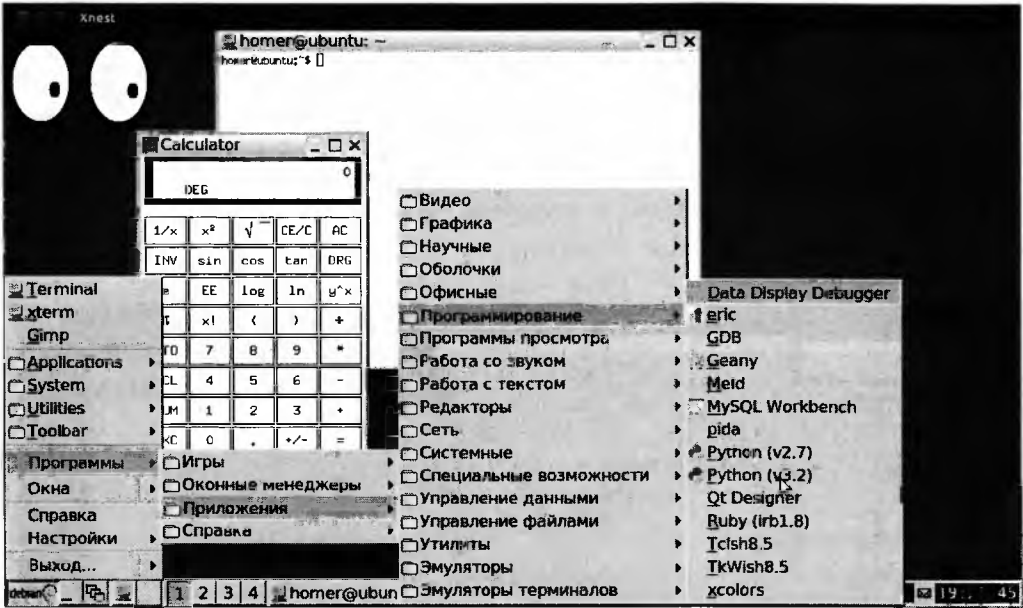 Xnest
homer@ubuntu: ~
homer@ubuntu:~$
Calculator
0
DEG
1/x x² √ CE/C AC
INV sin cos tan DRG
e EE log ln y^x
x! ( ) +
7 8 9 *
4 5 6 -
1 2 3 +
0 . +/- =
Terminal
xterm
Gimp
Applications
System
Utilities
Toolbar
Программы
Окна
Справка
Настройки
Выход...
Игры
Оконные менеджеры
Приложения
Справка
Видео
Графика
Научные
Оболочки
Офисные
Программирование
Программы просмотра
Работа со звуком
Работа с текстом
Редакторы
Сеть
Системные
Специальные возможности
Управление данными
Управление файлами
Утилиты
Эмуляторы
Эмуляторы терминалов
Data Display Debugger
eric
GDB
Geany
Meld
MySQL Workbench
pida
Python (v2.7)
Python (v3.2)
Qt Designer
Ruby (irb1.8)
Tclsh8.5
TkWish8.5
xcolors
debian 1 2 3 4 homer@ubun